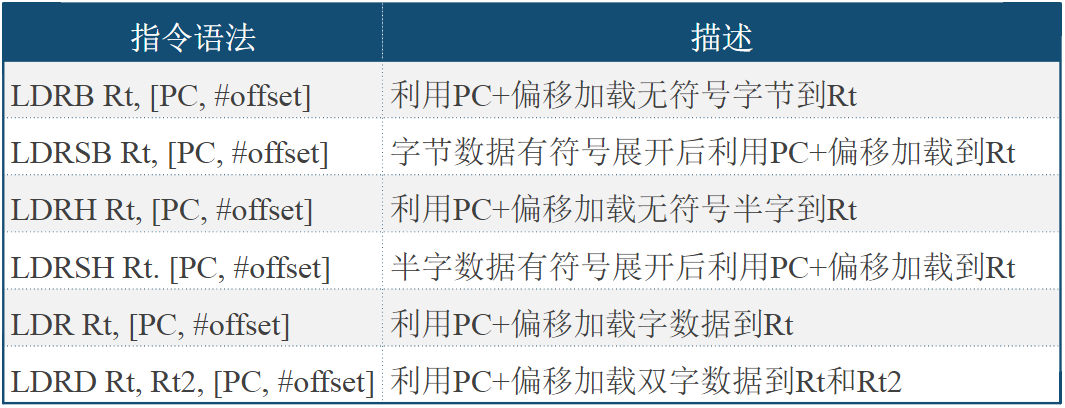 指令语法 描述
LDRB Rt, [PC, #offset] 利用PC+偏移加载无符号字节到Rt
LDRSB Rt, [PC, #offset] 字节数据有符号展开后利用PC+偏移加载到Rt
LDRH Rt, [PC, #offset] 利用PC+偏移加载无符号半字到Rt
LDRSH Rt. [PC, #offset] 半字数据有符号展开后利用PC+偏移加载到Rt
LDR Rt, [PC, #offset] 利用PC+偏移加载字数据到Rt
LDRD Rt, Rt2, [PC, #offset] 利用PC+偏移加载双字数据到Rt和Rt2